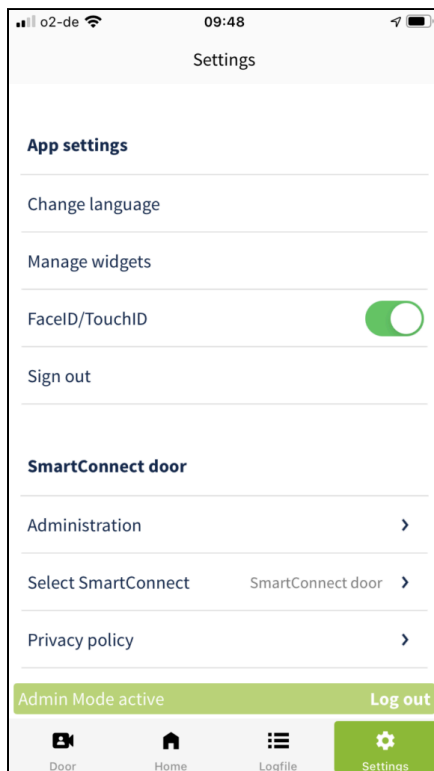 o2-de 09:48
Settings
App settings
Change language
Manage widgets
FaceID/TouchID
Sign out
SmartConnect door
Administration
Select SmartConnect SmartConnect door
Privacy policy
Admin Mode active Log out
Door Home Logfile Settings